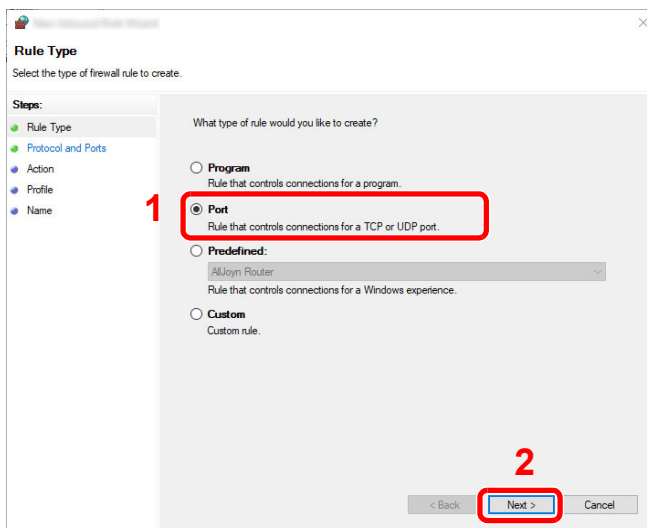 Rule Type
Select the type of firewall rule to create.
Steps:
Rule Type
Protocol and Ports
Action
Profile
Name
What type of rule would you like to create?
Program
Rule that controls connections for a program.
1
Port
Rule that controls connections for a TCP or UDP port.
Predefined:
AllJoyn Router
Rule that controls connections for a Windows experience.
Custom
Custom rule.
2
< Back
Next >
Cancel